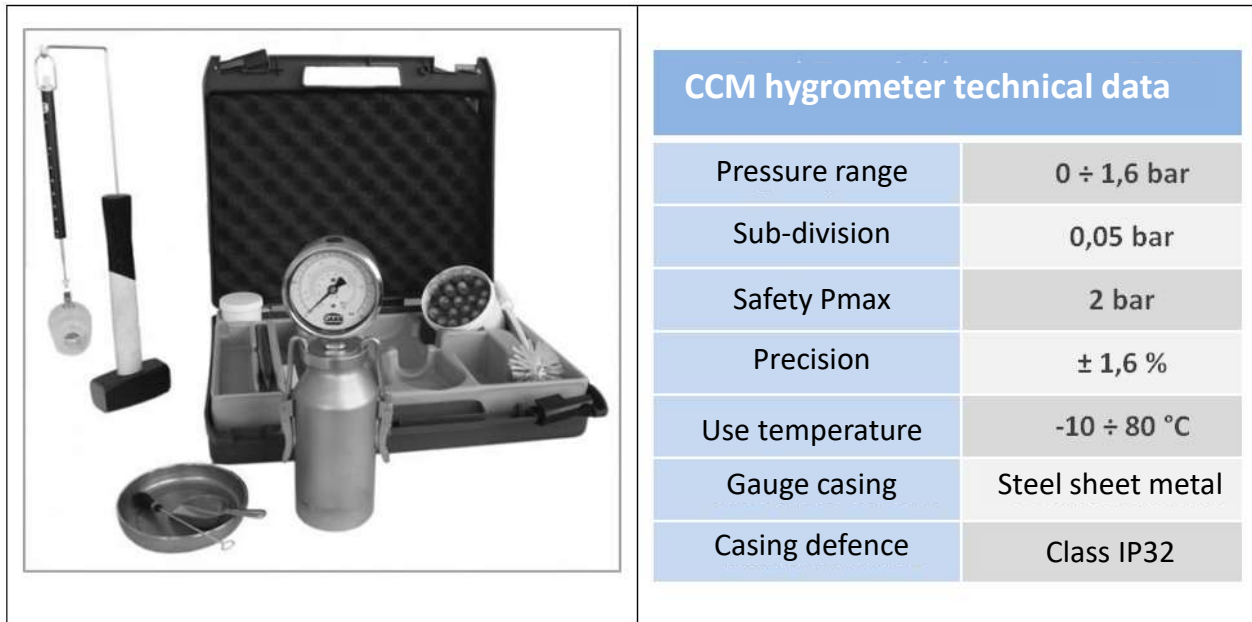 CCM hygrometer technical data
Pressure range 0 ÷ 1,6 bar
Sub-division 0,05 bar
Safety Pmax 2 bar
Precision ± 1,6 %
Use temperature -10 ÷ 80 °C
Gauge casing Steel sheet metal
Casing defence Class IP32